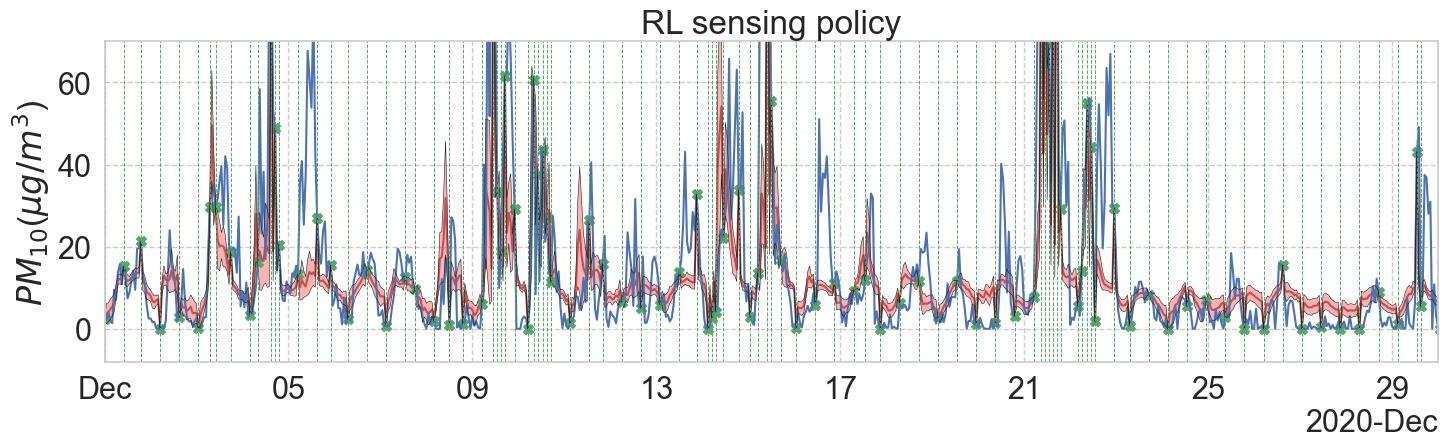 RL sensing policy
PM₁₀(μg/m³)
60
40
20
0
Dec 05 09 13 17 21 25 29
2020-Dec